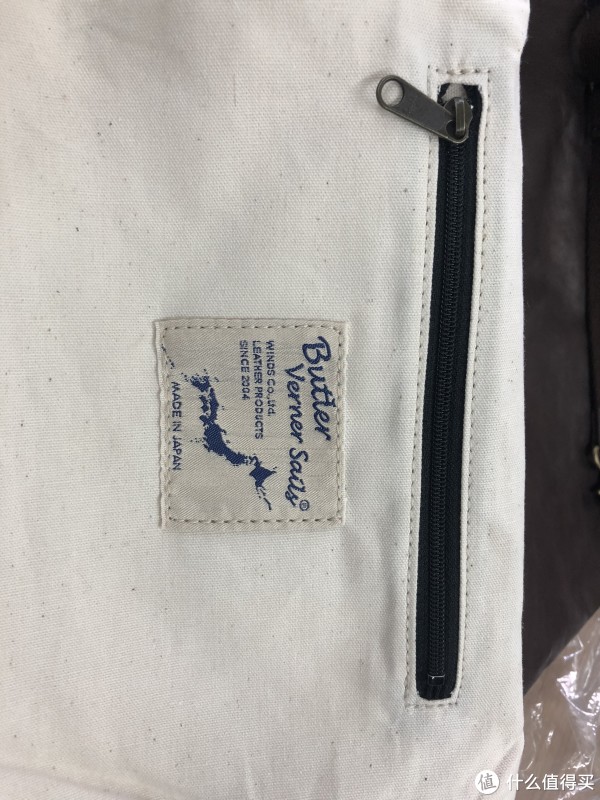 Butler
Verner Sails®
WINDS Co.,Ltd.
LEATHER PRODUCTS
SINCE 2004
MADE IN JAPAN
值 什么值得买